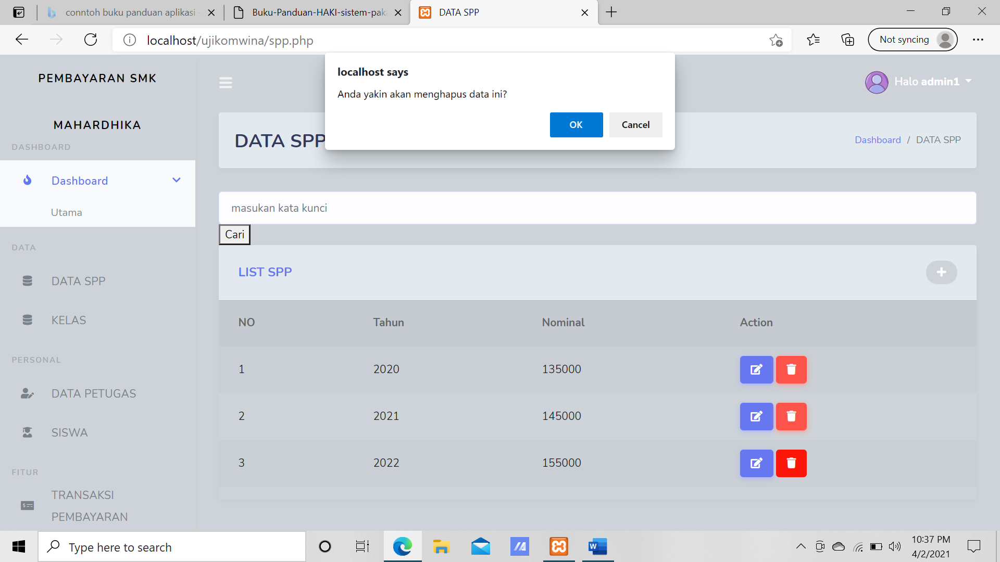 conntoh buku panduan aplikasi
Buku-Panduan-HAKI-sistem-pak
DATA SPP
localhost/ujikomwina/spp.php
Not syncing
PEMBAYARAN SMK
MAHARDHIKA
DASHBOARD
Dashboard
Utama
DATA
DATA SPP
KELAS
PERSONAL
DATA PETUGAS
SISWA
FITUR
TRANSAKSI
PEMBAYARAN
localhost says
Anda yakin akan menghapus data ini?
OK
Cancel
Halo admin1
DATA SPP
Dashboard / DATA SPP
masukan kata kunci
Cari
LIST SPP
NO Tahun Nominal Action
1 2020 135000
2 2021 145000
3 2022 155000
Type here to search
10:37 PM
4/2/2021